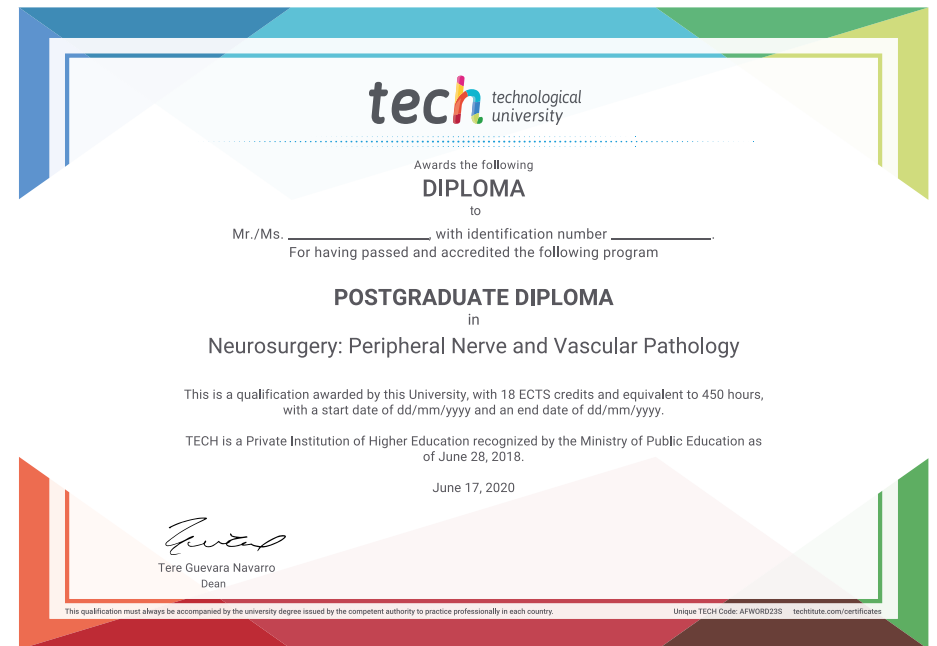 tech technological
university
Awards the following
DIPLOMA
to
Mr./Ms. ____________________, with identification number ______________.
For having passed and accredited the following program
POSTGRADUATE DIPLOMA
in
Neurosurgery: Peripheral Nerve and Vascular Pathology
This is a qualification awarded by this University, with 18 ECTS credits and equivalent to 450 hours,
with a start date of dd/mm/yyyy and an end date of dd/mm/yyyy.
TECH is a Private Institution of Higher Education recognized by the Ministry of Public Education as
of June 28, 2018.
June 17, 2020
Tere Guevara Navarro
Dean
This qualification must always be accompanied by the university degree issued by the competent authority to practice professionally in each country.
Unique TECH Code: AFWORD23S techtitute.com/certificates